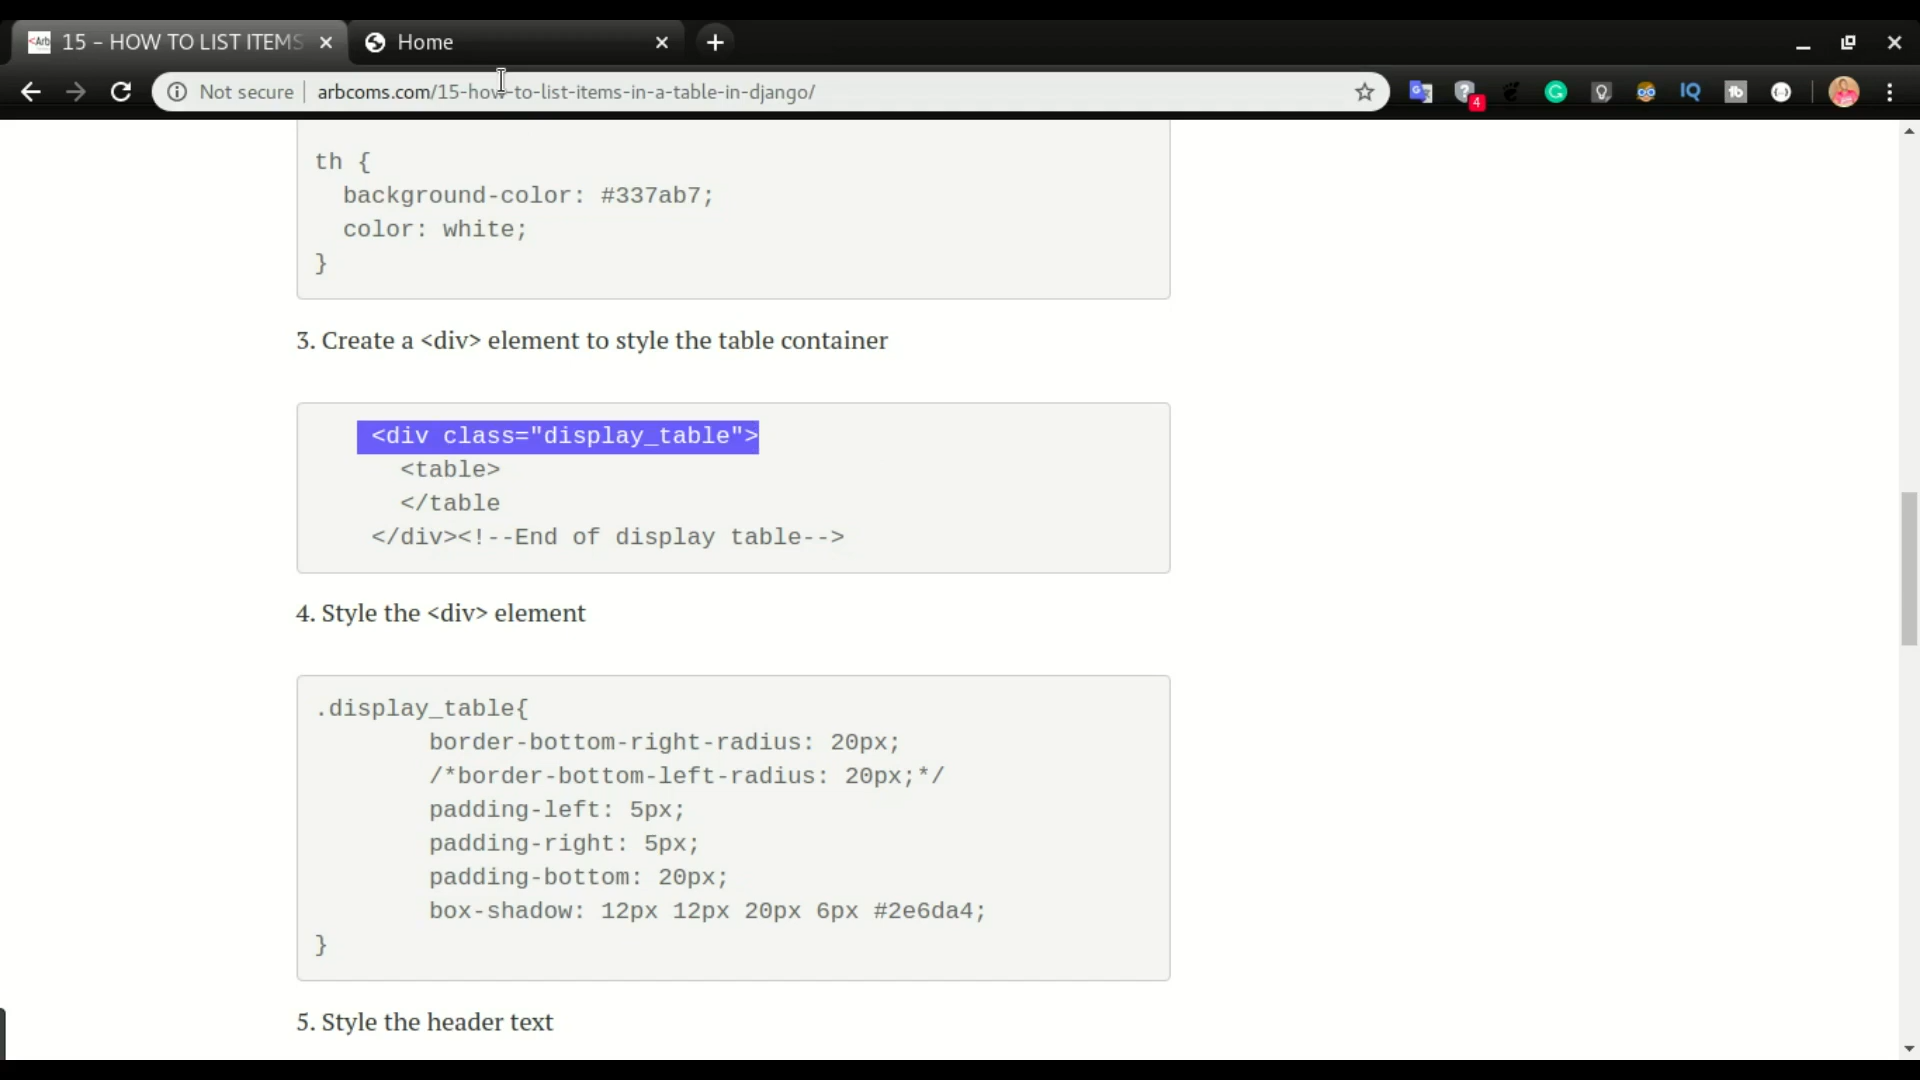 15 – HOW TO LIST ITEMS
Home
Not secure
arbcoms.com/15-how-to-list-items-in-a-table-in-django/
4
IQ
th {
background-color: #337ab7;
color: white;
}
3. Create a <div> element to style the table container
<div class="display_table">
<table>
</table
</div><!--End of display table-->
4. Style the <div> element
.display_table{
border-bottom-right-radius: 20px;
/*border-bottom-left-radius: 20px;*/
padding-left: 5px;
padding-right: 5px;
padding-bottom: 20px;
box-shadow: 12px 12px 20px 6px #2e6da4;
}
5. Style the header text